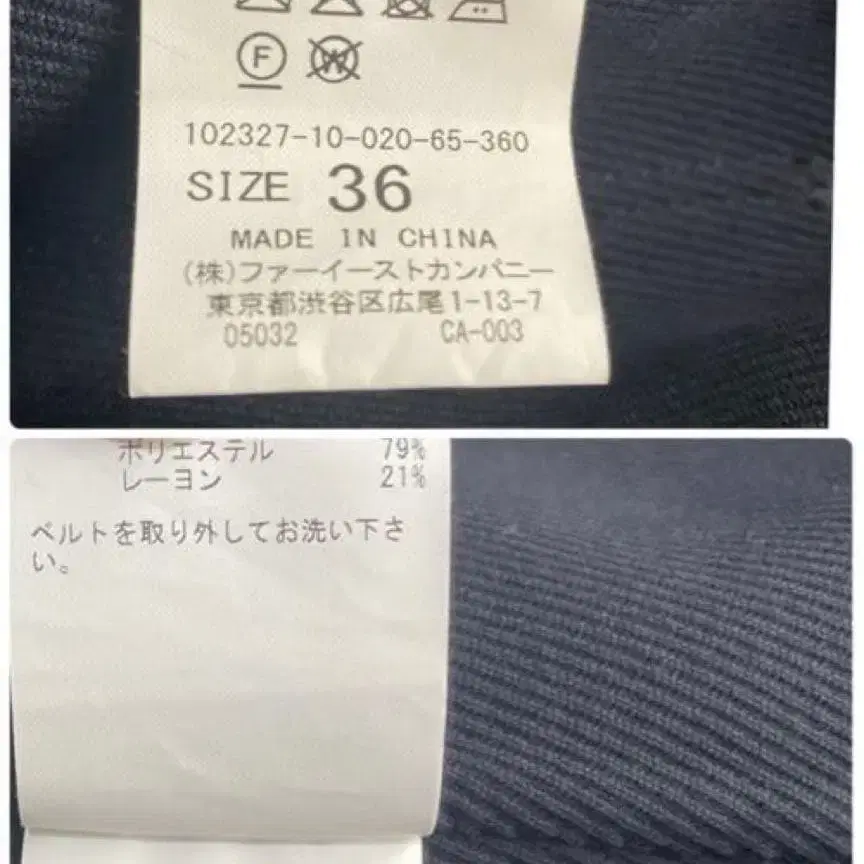 F
W
102327-10-020-65-360
SIZE 36
MADE IN CHINA
(株)ファーイーストカンパニー
東京都渋谷区広尾1-13-7
05032 CA-003
ポリエステル 79%
レーヨン 21%
ベルトを取り外してお洗い下さ
い。